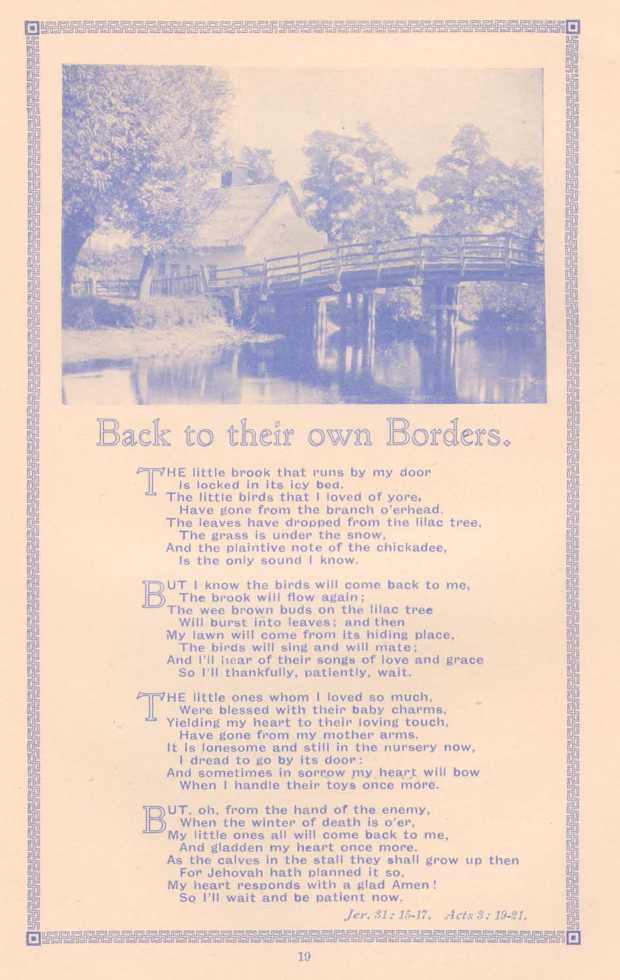 Back to their own Borders.
THE little brook that runs by my door
Is locked in its icy bed.
The little birds that I loved of yore,
Have gone from the branch o'erhead.
The leaves have dropped from the lilac tree,
The grass is under the snow,
And the plaintive note of the chickadee,
Is the only sound I know.
BUT I know the birds will come back to me,
The brook will flow again;
The wee brown buds on the lilac tree
Will burst into leaves; and then
My lawn will come from its hiding place,
The birds will sing and will mate;
And I'll hear of their songs of love and grace
So I'll thankfully, patiently, wait.
THE little ones whom I loved so much,
Were blessed with their baby charms,
Yielding my heart to their loving touch,
Have gone from my mother arms.
It is lonesome and still in the nursery now,
I dread to go by its door:
And sometimes in sorrow my heart will bow
When I handle their toys once more.
BUT, oh, from the hand of the enemy,
When the winter of death is o'er,
My little ones all will come back to me,
And gladden my heart once more.
As the calves in the stall they shall grow up then
For Jehovah hath planned it so,
My heart responds with a glad Amen!
So I'll wait and be patient now.
Jer. 31: 15-17. Acts 3: 19-21.
19